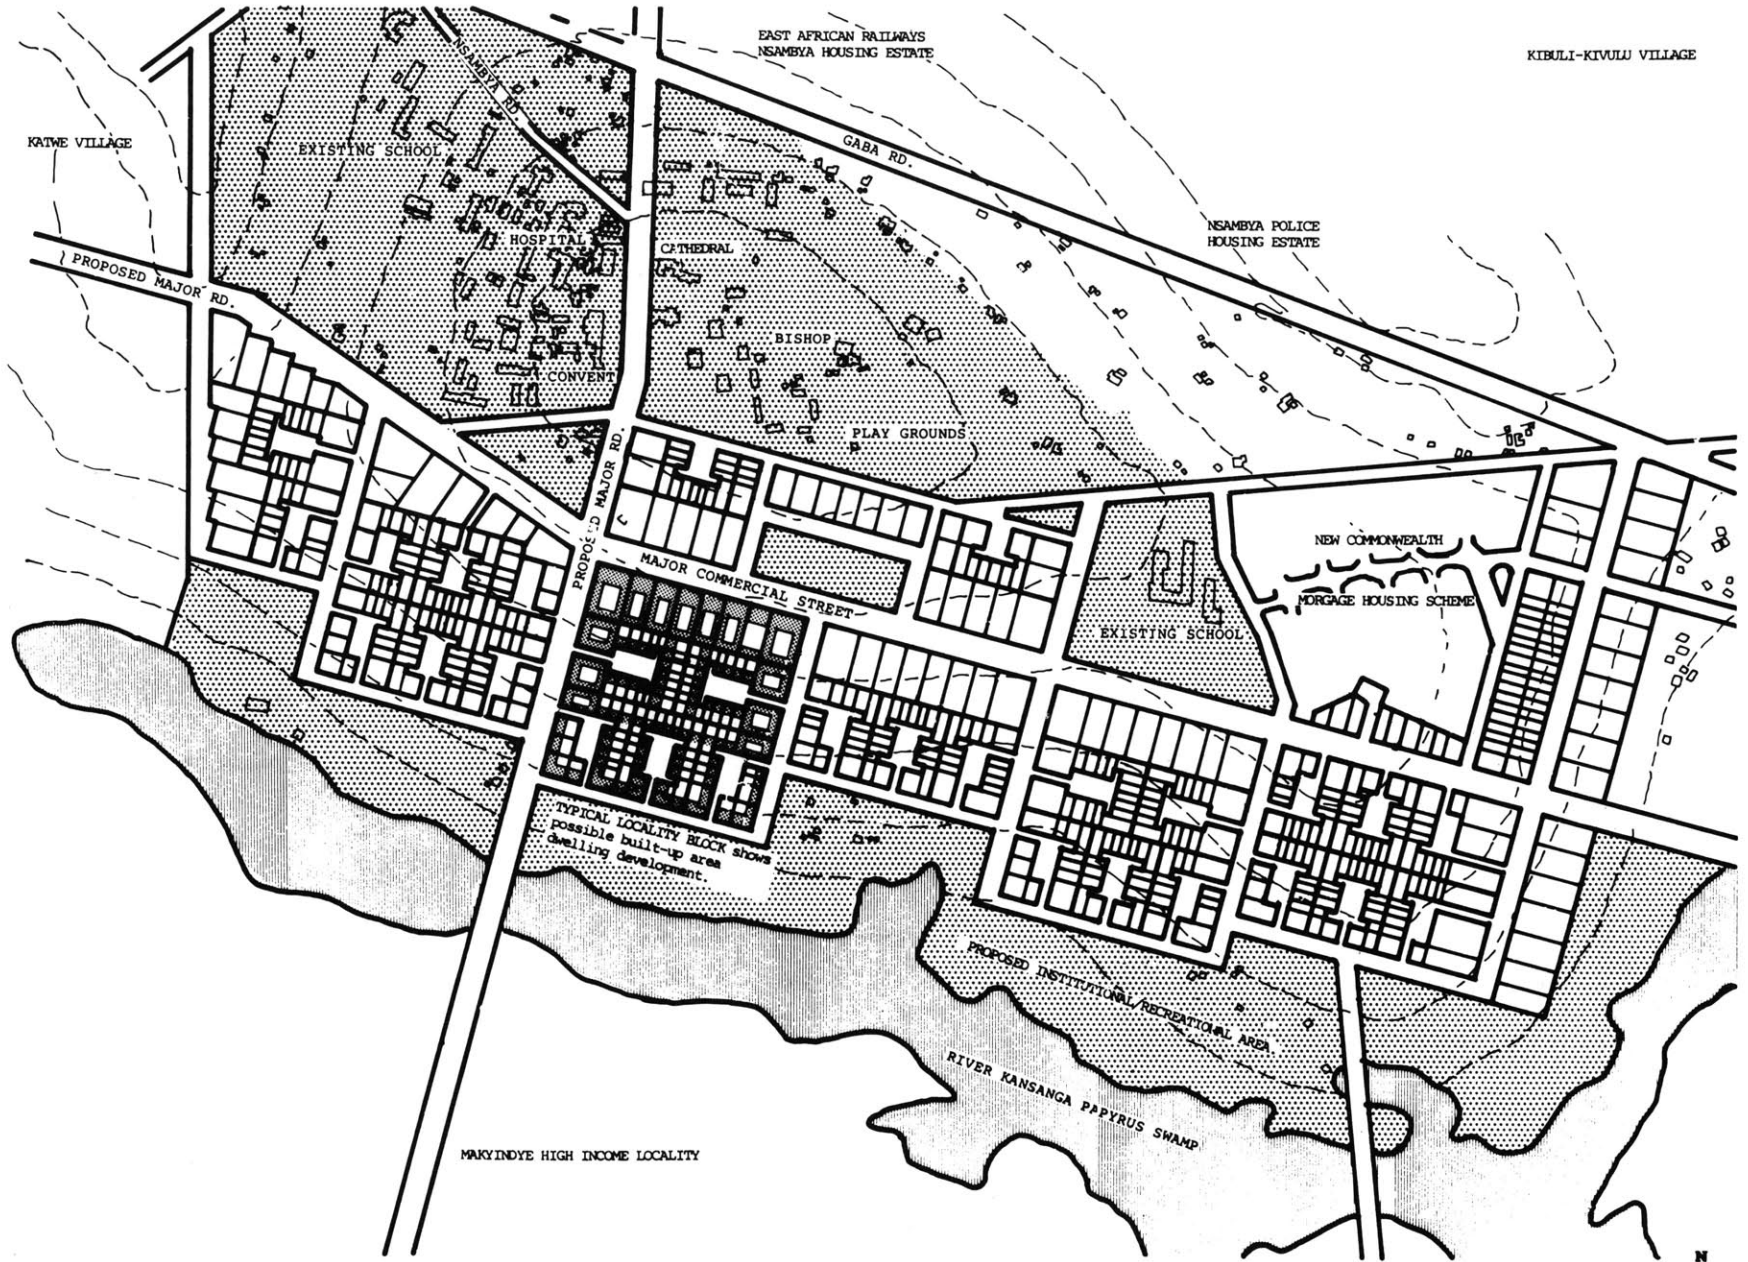 EAST AFRICAN RAILWAYS
NSAMBYA HOUSING ESTATE
KIBULI-KIVULU VILLAGE
NSAMBYA RD.
KATWE VILLAGE
EXISTING SCHOOL
GABA RD.
NSAMBYA POLICE
HOUSING ESTATE
HOSPITAL
CATHEDRAL
PROPOSED MAJOR RD.
BISHOP
CONVENT
PLAY GROUNDS
PROPOSED MAJOR RD.
NEW COMMONWEALTH
MORGAGE HOUSING SCHEME
MAJOR COMMERCIAL STREET
EXISTING SCHOOL
TYPICAL LOCALITY BLOCK shows
possible built-up area
dwelling development.
PROPOSED INSTITUTIONAL/RECREATIONAL AREA.
RIVER KANSANGA PAPYRUS SWAMP
MAKYINDYE HIGH INCOME LOCALITY
N